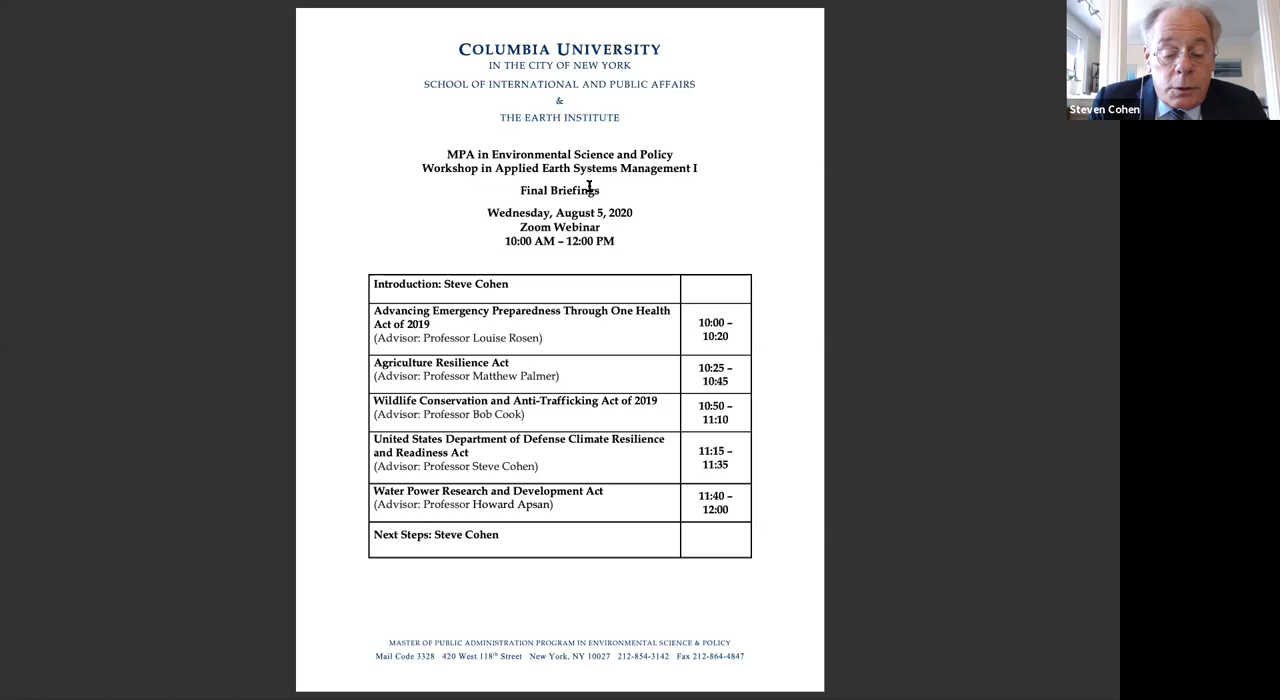 COLUMBIA UNIVERSITY
IN THE CITY OF NEW YORK
SCHOOL OF INTERNATIONAL AND PUBLIC AFFAIRS
&
THE EARTH INSTITUTE
MPA in Environmental Science and Policy
Workshop in Applied Earth Systems Management I
Final Briefings
Wednesday, August 5, 2020
Zoom Webinar
10:00 AM – 12:00 PM
Introduction: Steve Cohen
Advancing Emergency Preparedness Through One Health
Act of 2019
(Advisor: Professor Louise Rosen)
10:00 –
10:20
Agriculture Resilience Act
(Advisor: Professor Matthew Palmer)
10:25 –
10:45
Wildlife Conservation and Anti-Trafficking Act of 2019
(Advisor: Professor Bob Cook)
10:50 –
11:10
United States Department of Defense Climate Resilience
and Readiness Act
(Advisor: Professor Steve Cohen)
11:15 –
11:35
Water Power Research and Development Act
(Advisor: Professor Howard Apsan)
11:40 –
12:00
Next Steps: Steve Cohen
MASTER OF PUBLIC ADMINISTRATION PROGRAM IN ENVIRONMENTAL SCIENCE & POLICY
Mail Code 3328 420 West 118th Street New York, NY 10027 212-854-3142 Fax 212-864-4847
Steven Cohen